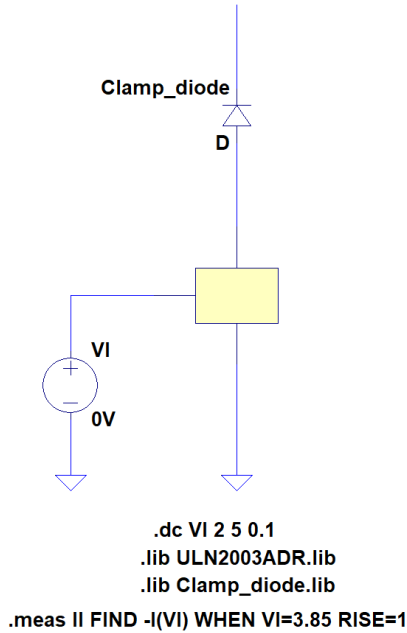 Clamp_diode
D
VI
0V
.dc VI 2 5 0.1
.lib ULN2003ADR.lib
.lib Clamp_diode.lib
.meas II FIND -I(VI) WHEN VI=3.85 RISE=1